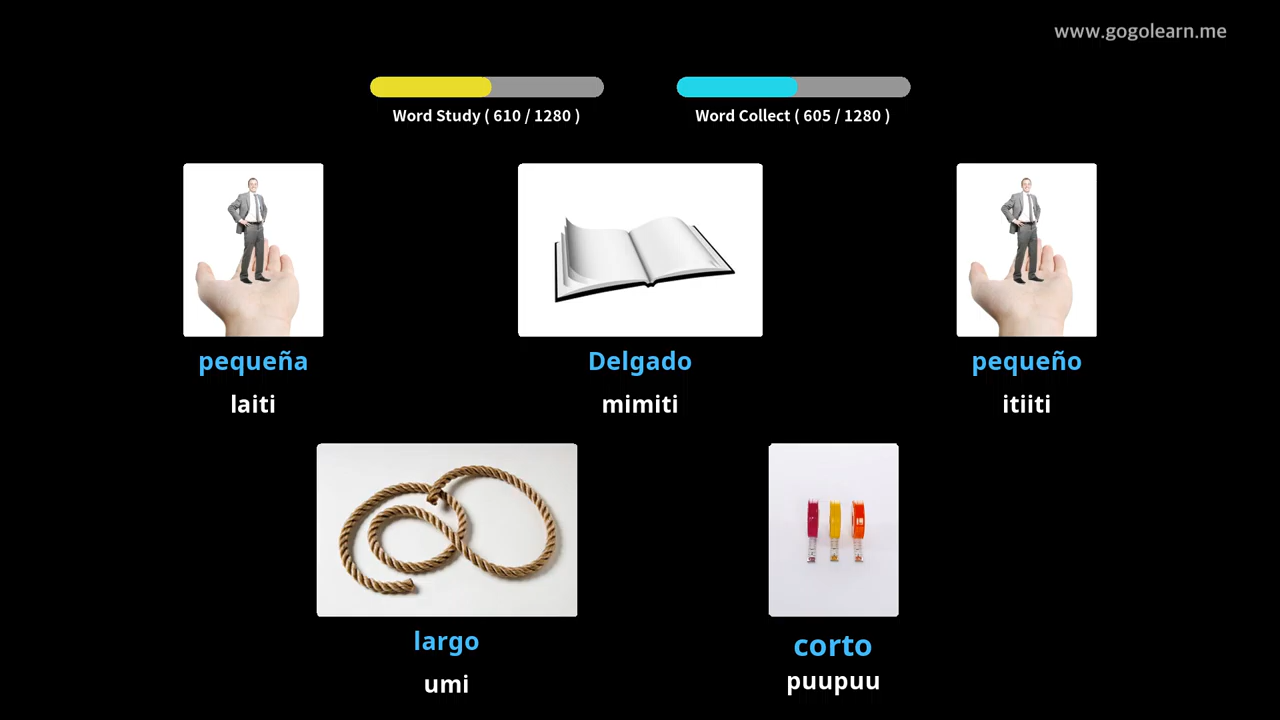 www.gogolearn.me
Word Study ( 610 / 1280 )
Word Collect ( 605 / 1280 )
pequeña
laiti
Delgado
mimiti
pequeño
itiiti
largo
umi
corto
puupuu